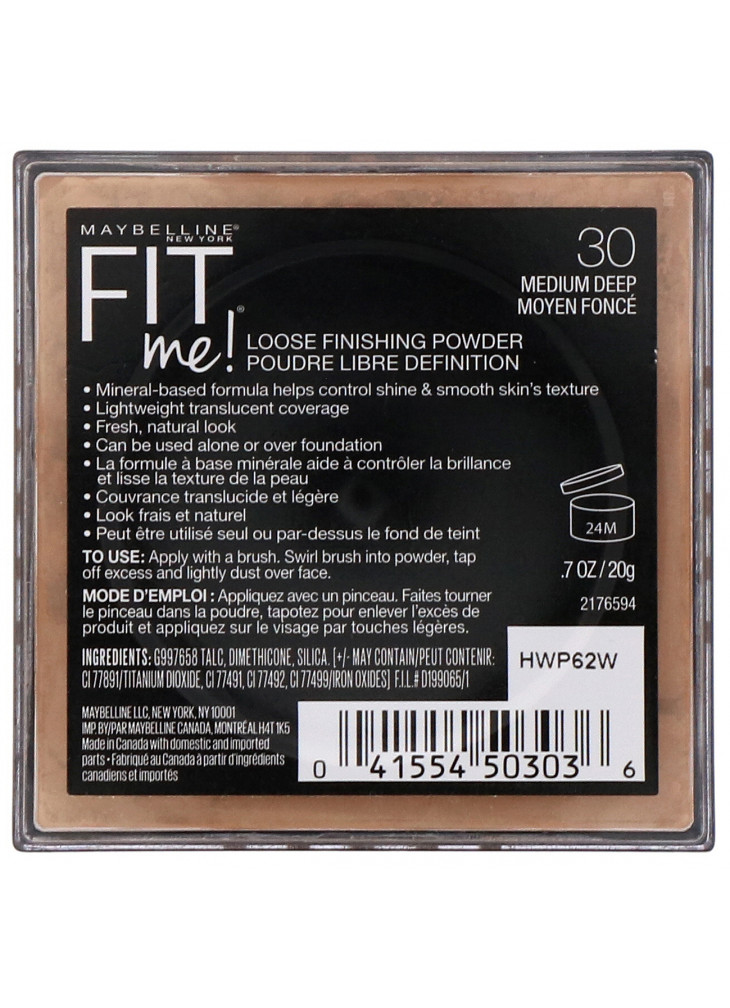 MAYBELLINE®
NEW YORK
FIT
me!®
30
MEDIUM DEEP
MOYEN FONCÉ
LOOSE FINISHING POWDER
POUDRE LIBRE DEFINITION
• Mineral-based formula helps control shine & smooth skin's texture
• Lightweight translucent coverage
• Fresh, natural look
• Can be used alone or over foundation
• La formule à base minérale aide à contrôler la brillance
et lisse la texture de la peau
• Couvrance translucide et légère
• Look frais et naturel
• Peut être utilisé seul ou par-dessus le fond de teint
TO USE: Apply with a brush. Swirl brush into powder, tap
off excess and lightly dust over face.
MODE D'EMPLOI : Appliquez avec un pinceau. Faites tourner
le pinceau dans la poudre, tapotez pour enlever l'excès de
produit et appliquez sur le visage par touches légères.
24M
.7 OZ/20g
2176594
INGREDIENTS: G997658 TALC, DIMETHICONE, SILICA. [+/- MAY CONTAIN/PEUT CONTENIR:
CI 77891/TITANIUM DIOXIDE, CI 77491, CI 77492, CI 77499/IRON OXIDES] F.I.L.# D199065/1
HWP62W
MAYBELLINE LLC, NEW YORK, NY 10001
IMP. BY/PAR MAYBELLINE CANADA, MONTRÉAL H4T 1K5
Made in Canada with domestic and imported
parts • Fabriqué au Canada à partir d'ingrédients
canadiens et importés
0 41554 50303 6